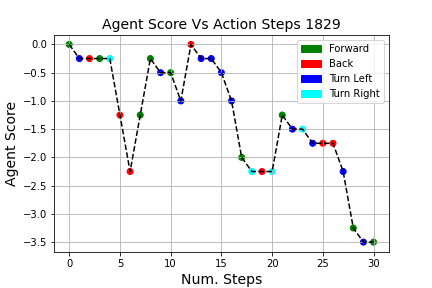 Agent Score Vs Action Steps 1829
Agent Score
0.0
−0.5
−1.0
−1.5
−2.0
−2.5
−3.0
−3.5
Forward
Back
Turn Left
Turn Right
0
5
10
15
20
25
30
Num. Steps